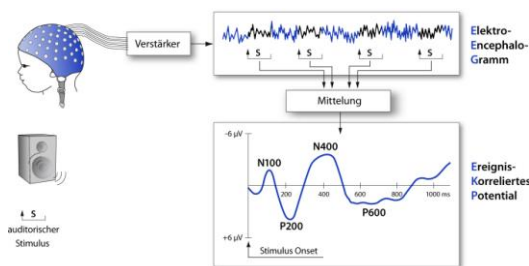 Verstärker
S S S S
Elektro-
Encephalo-
Gramm
Mittelung
-6 µV
N400
N100
200 400 600 800 1000 ms
P200
P600
+6 µV
Stimulus Onset
Ereignis-
Korreliertes
Potential
S
auditorischer
Stimulus